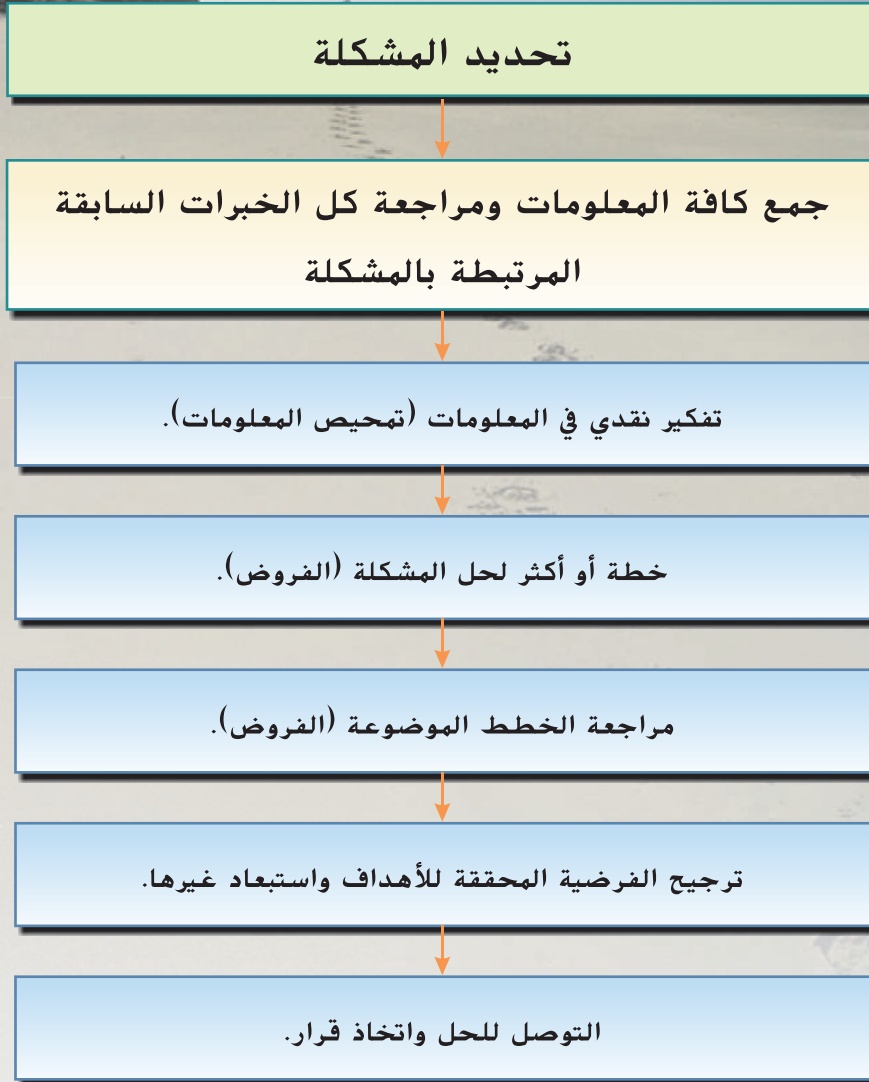 تحديد المشكلة
جمع كافة المعلومات ومراجعة كل الخبرات السابقة
المرتبطة بالمشكلة
تفكير نقدي في المعلومات (تمحيص المعلومات).
خطة أو أكثر لحل المشكلة (الفروض).
مراجعة الخطط الموضوعة (الفروض).
ترجيح الفرضية المحققة للأهداف واستبعاد غيرها.
التوصل للحل واتخاذ قرار.